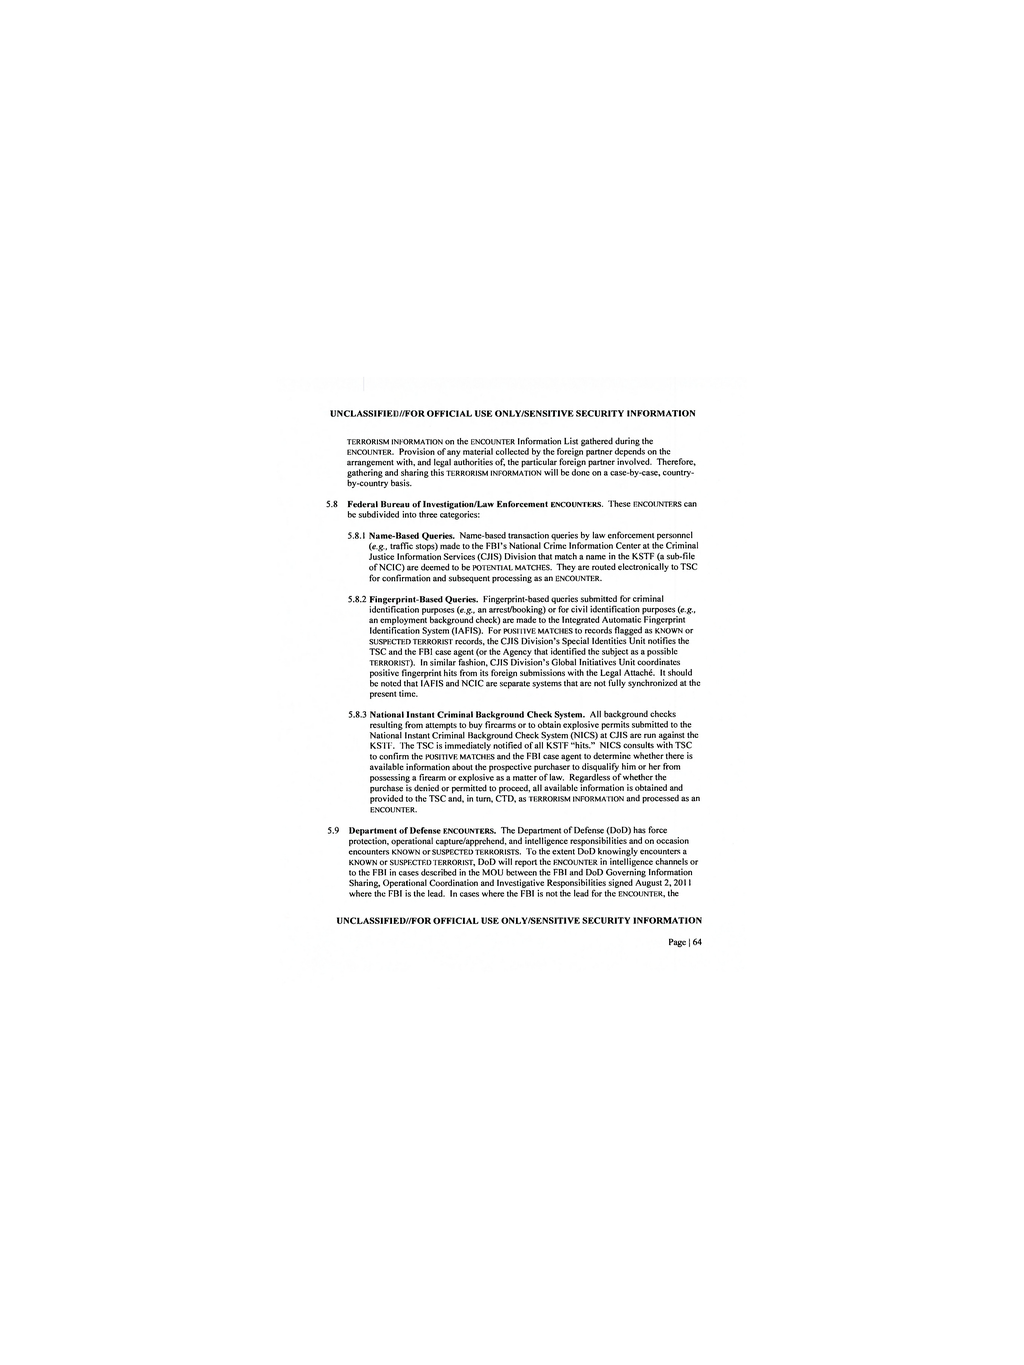 UNCLASSIFIED//FOR OFFICIAL USE ONLY/SENSITIVE SECURITY INFORMATION
TERRORISM INFORMATION on the ENCOUNTER Information List gathered during the
ENCOUNTER. Provision of any material collected by the foreign partner depends on the
arrangement with, and legal authorities of, the particular foreign partner involved. Therefore,
gathering and sharing this TERRORISM INFORMATION will be done on a case-by-case, country-
by-country basis.
5.8 Federal Bureau of Investigation/Law Enforcement ENCOUNTERS. These ENCOUNTERS can
be subdivided into three categories:
5.8.1 Name-Based Queries. Name-based transaction queries by law enforcement personnel
(e.g., traffic stops) made to the FBI's National Crime Information Center at the Criminal
Justice Information Services (CJIS) Division that match a name in the KSTF (a sub-file
of NCIC) are deemed to be POTENTIAL MATCHES. They are routed electronically to TSC
for confirmation and subsequent processing as an ENCOUNTER.
5.8.2 Fingerprint-Based Queries. Fingerprint-based queries submitted for criminal
identification purposes (e.g., an arrest/booking) or for civil identification purposes (e.g.,
an employment background check) are made to the Integrated Automatic Fingerprint
Identification System (IAFIS). For POSITIVE MATCHES to records flagged as KNOWN or
SUSPECTED TERRORIST records, the CJIS Division's Special Identities Unit notifies the
TSC and the FBI case agent (or the Agency that identified the subject as a possible
TERRORIST). In similar fashion, CJIS Division's Global Initiatives Unit coordinates
positive fingerprint hits from its foreign submissions with the Legal Attaché. It should
be noted that IAFIS and NCIC are separate systems that are not fully synchronized at the
present time.
5.8.3 National Instant Criminal Background Check System. All background checks
resulting from attempts to buy firearms or to obtain explosive permits submitted to the
National Instant Criminal Background Check System (NICS) at CJIS are run against the
KSTF. The TSC is immediately notified of all KSTF "hits." NICS consults with TSC
to confirm the POSITIVE MATCHES and the FBI case agent to determine whether there is
available information about the prospective purchaser to disqualify him or her from
possessing a firearm or explosive as a matter of law. Regardless of whether the
purchase is denied or permitted to proceed, all available information is obtained and
provided to the TSC and, in turn, CTD, as TERRORISM INFORMATION and processed as an
ENCOUNTER.
5.9 Department of Defense ENCOUNTERS. The Department of Defense (DoD) has force
protection, operational capture/apprehend, and intelligence responsibilities and on occasion
encounters KNOWN or SUSPECTED TERRORISTS. To the extent DoD knowingly encounters a
KNOWN or SUSPECTED TERRORIST, DoD will report the ENCOUNTER in intelligence channels or
to the FBI in cases described in the MOU between the FBI and DoD Governing Information
Sharing, Operational Coordination and Investigative Responsibilities signed August 2, 2011
where the FBI is the lead. In cases where the FBI is not the lead for the ENCOUNTER, the
UNCLASSIFIED//FOR OFFICIAL USE ONLY/SENSITIVE SECURITY INFORMATION
Page | 64